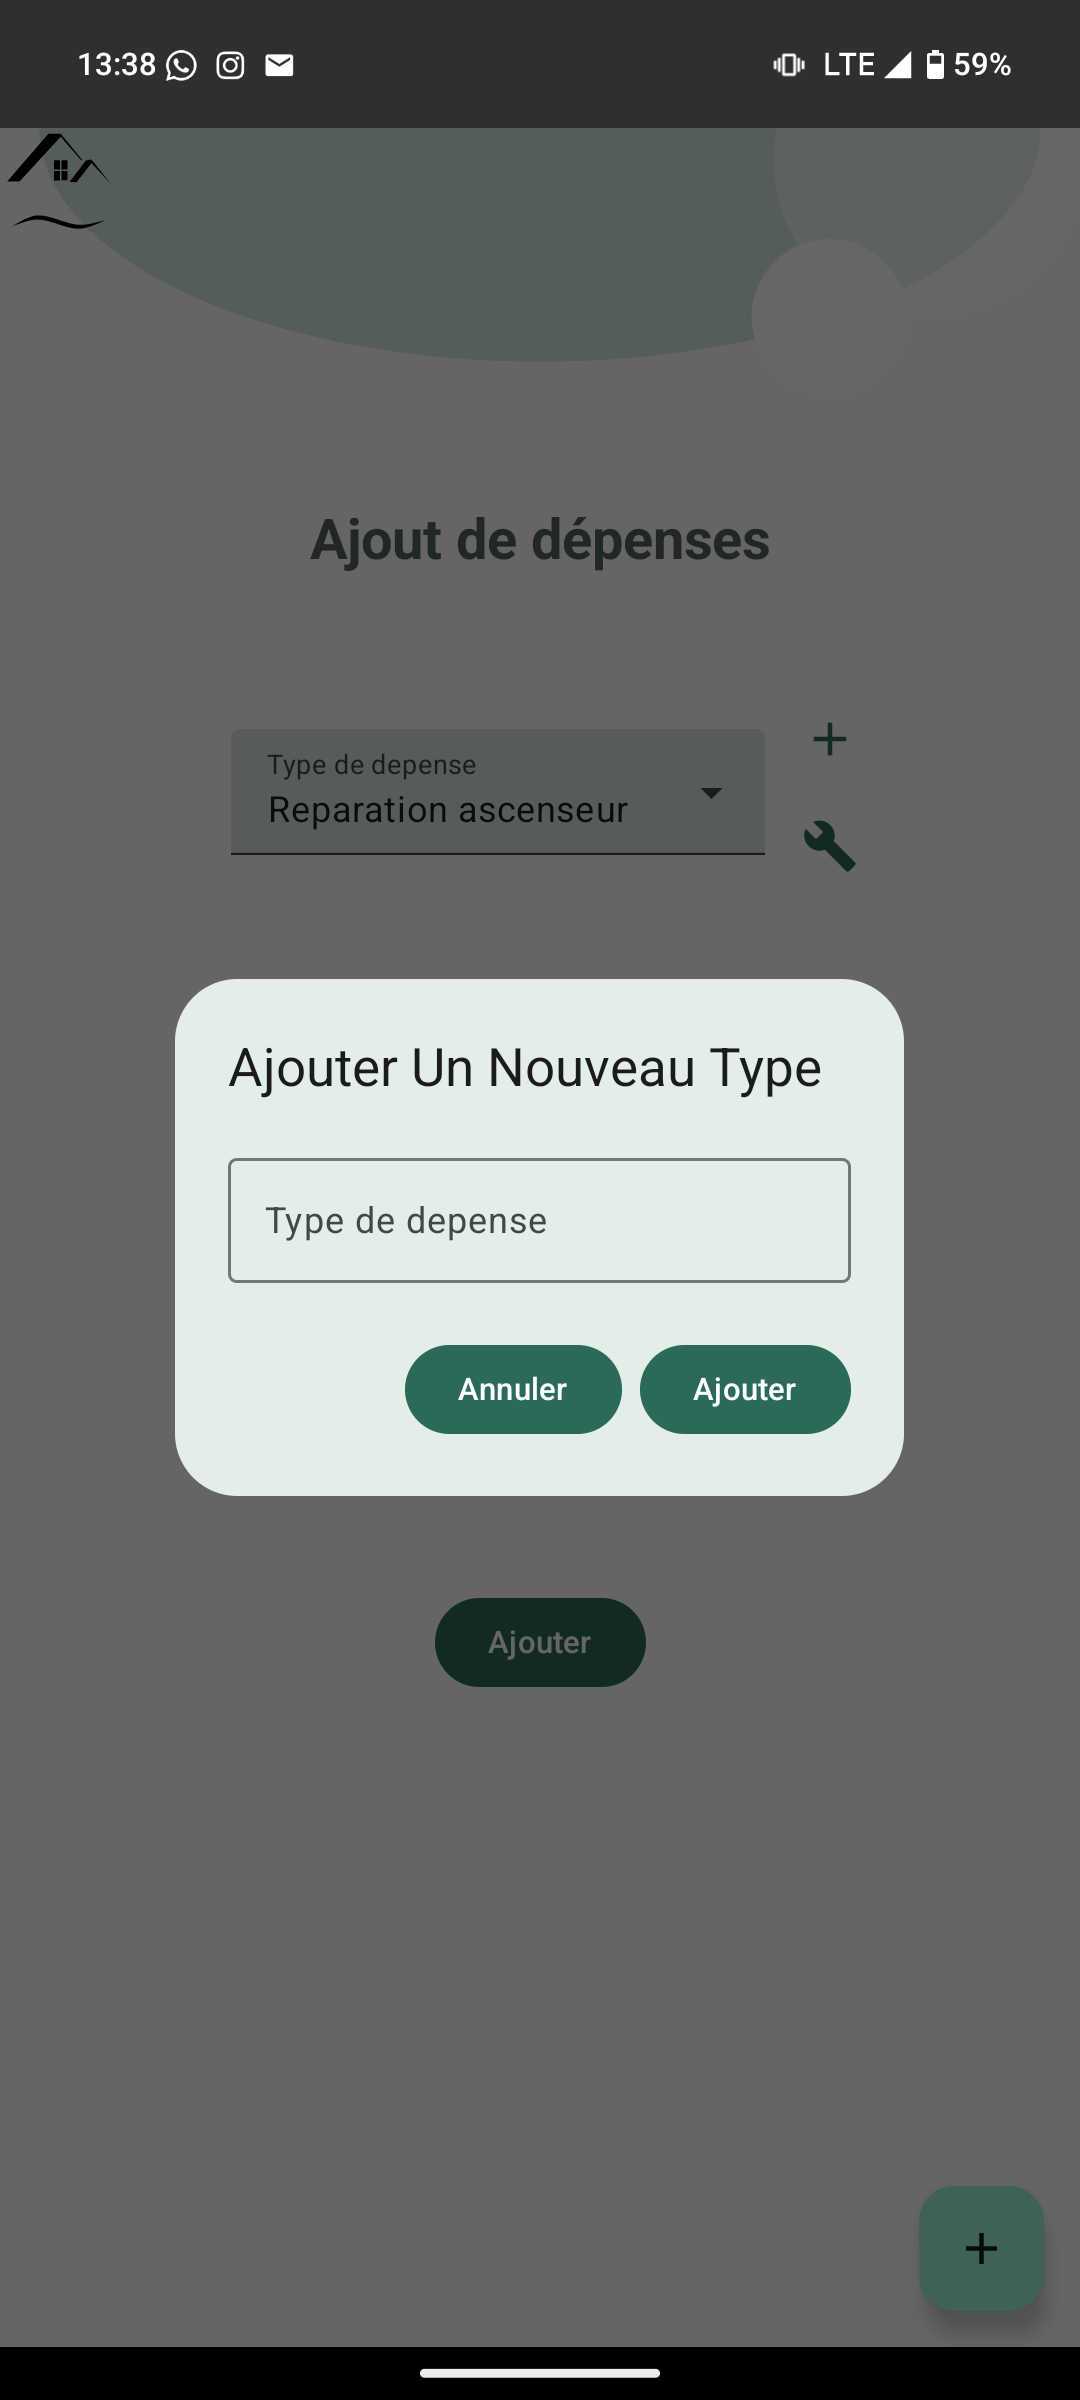 13:38
LTE 59%
Ajout de dépenses
Type de depense
Reparation ascenseur
Ajouter Un Nouveau Type
Type de depense
Annuler Ajouter
Ajouter